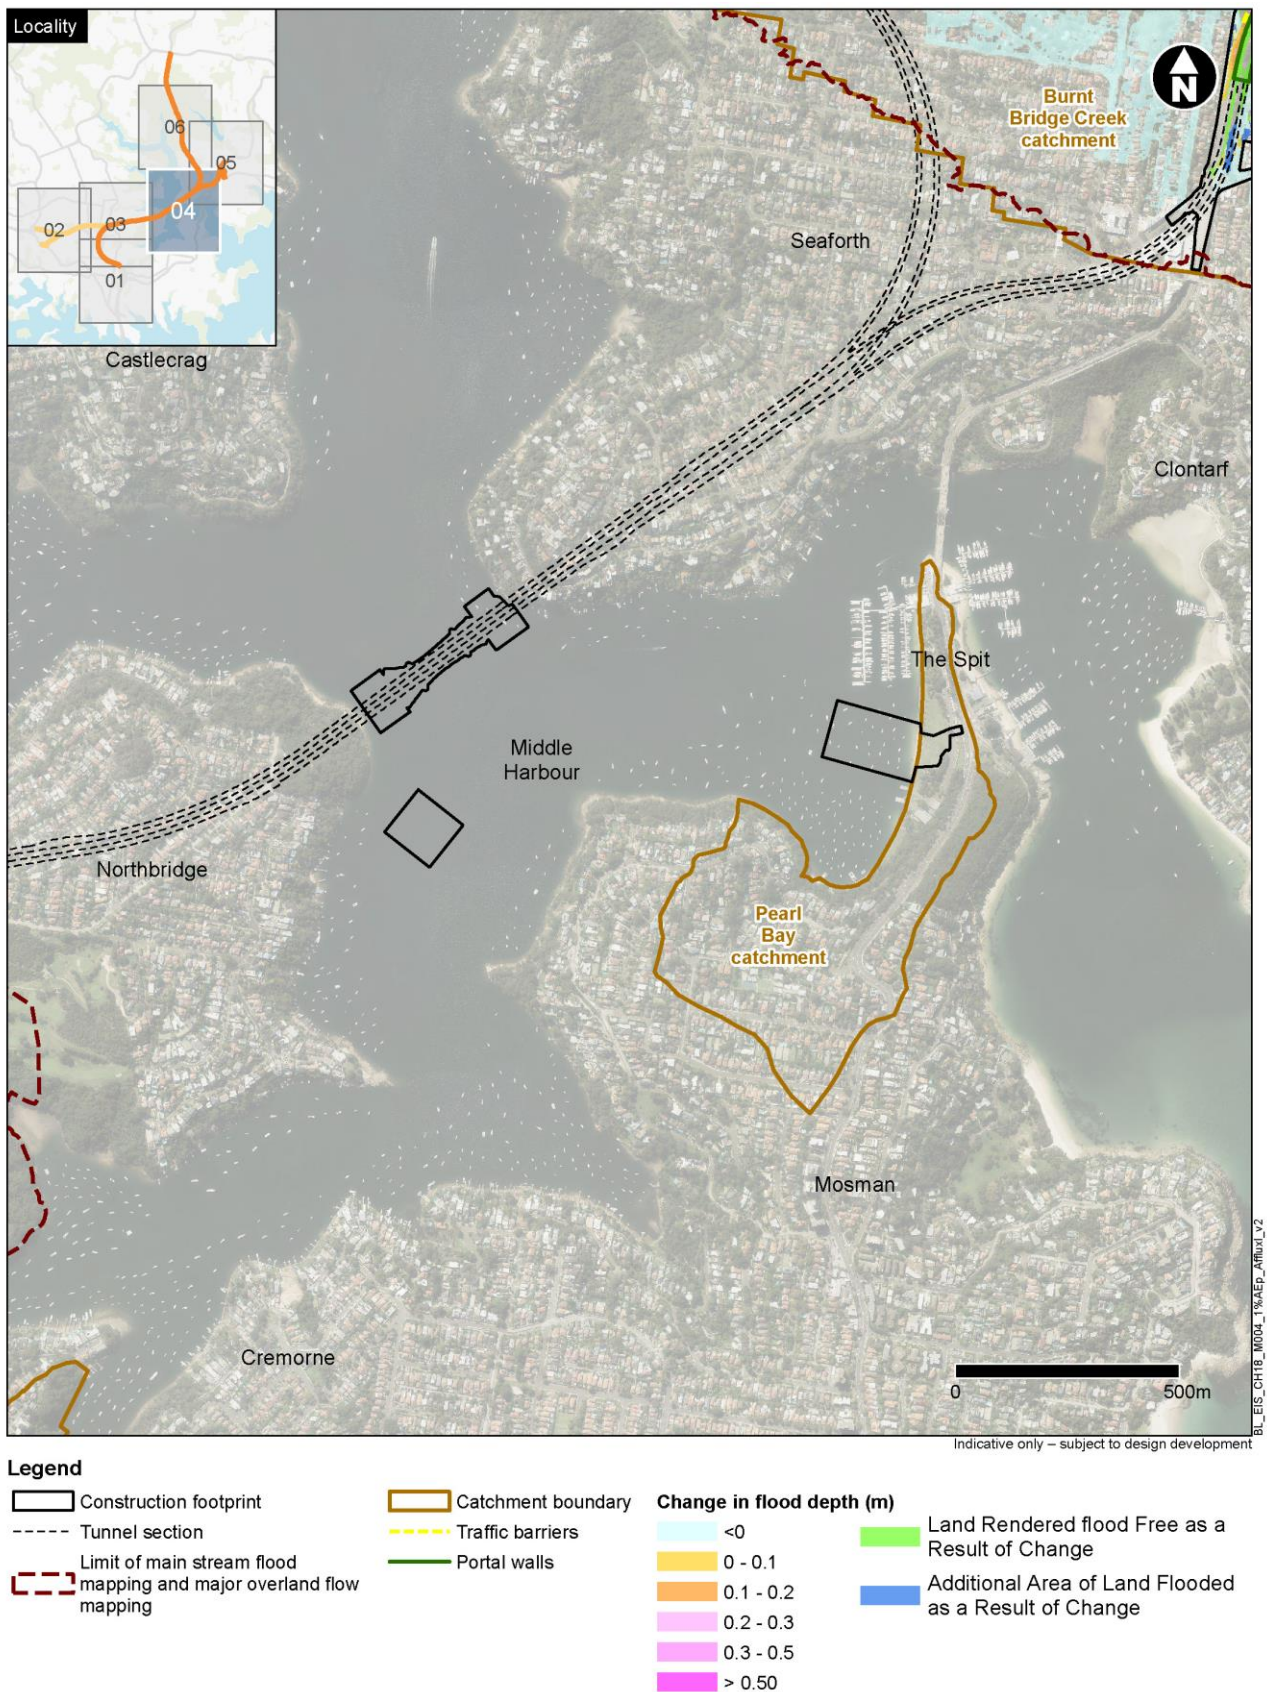 Locality
06
05
04
03
02
01
N
Burnt
Bridge Creek
catchment
Seaforth
Castlecrag
Clontarf
The Spit
Middle
Harbour
Northbridge
Pearl
Bay
catchment
Mosman
Cremorne
0
500m
BL_EIS_CH18_M004_1%AEp_Affluxl_v2
Indicative only – subject to design development
Legend
Construction footprint
Tunnel section
Limit of main stream flood
mapping and major overland flow
mapping
Catchment boundary
Traffic barriers
Portal walls
Change in flood depth (m)
<0
0 - 0.1
0.1 - 0.2
0.2 - 0.3
0.3 - 0.5
> 0.50
Land Rendered flood Free as a
Result of Change
Additional Area of Land Flooded
as a Result of Change